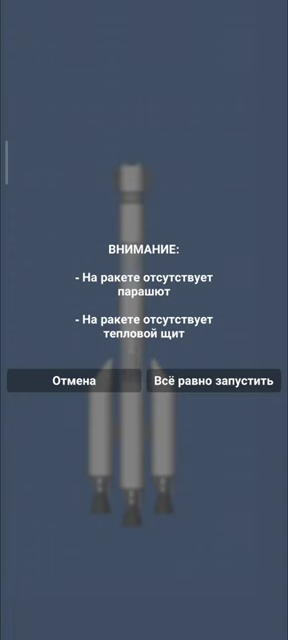 ВНИМАНИЕ:
- На ракете отсутствует
парашют
- На ракете отсутствует
тепловой щит
Отмена
Всё равно запустить